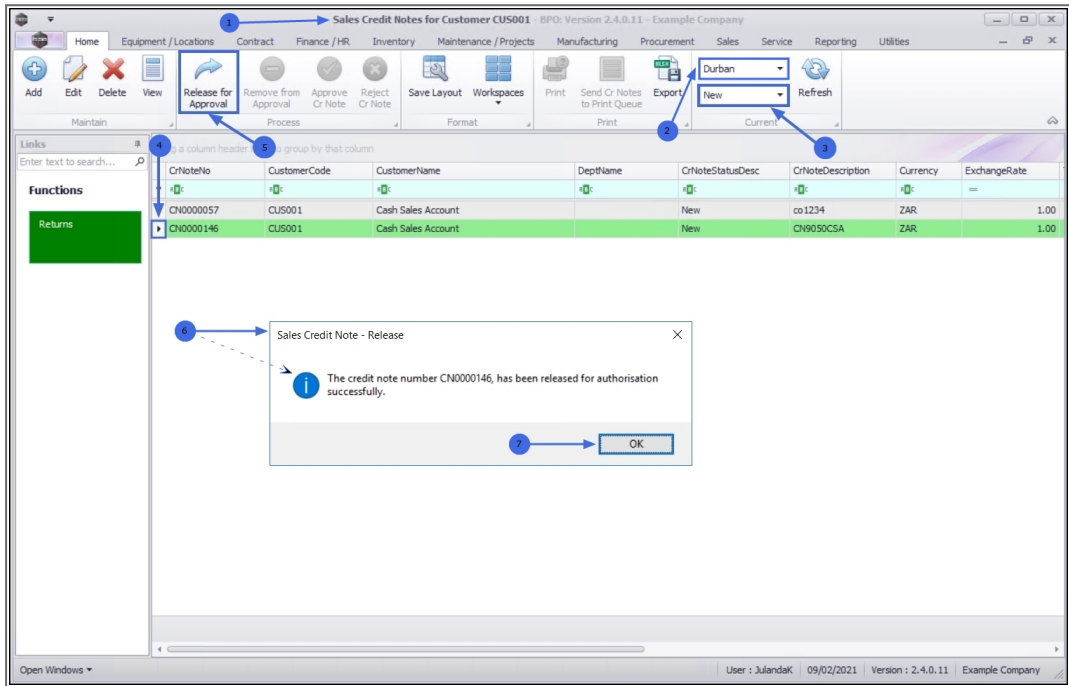 1
Sales Credit Notes for Customer CUS001 - BPO: Version 2.4.0.11 - Example Company
Home Equipment / Locations Contract Finance / HR Inventory Maintenance / Projects Manufacturing Procurement Sales Service Reporting Utilities
Add Edit Delete View Release for Approval Remove from Approval Approve Cr Note Reject Cr Note Save Layout Workspaces Print Send Cr Notes to Print Queue Export Durban New Refresh
2
Maintain Process Format Print Current
4 5 2 3
Links
column header to group by that column
Enter text to search...
CrNoteNo CustomerCode CustomerName DeptName CrNoteStatusDesc CrNoteDescription Currency ExchangeRate
Functions
=
CN0000057 CUS001 Cash Sales Account New co1234 ZAR 1.00
Returns
CN0000146 CUS001 Cash Sales Account New CN9050CSA ZAR 1.00
6
Sales Credit Note - Release
The credit note number CN0000146, has been released for authorisation
successfully.
7
OK
Open Windows User : JulandaK 09/02/2021 Version : 2.4.0.11 Example Company